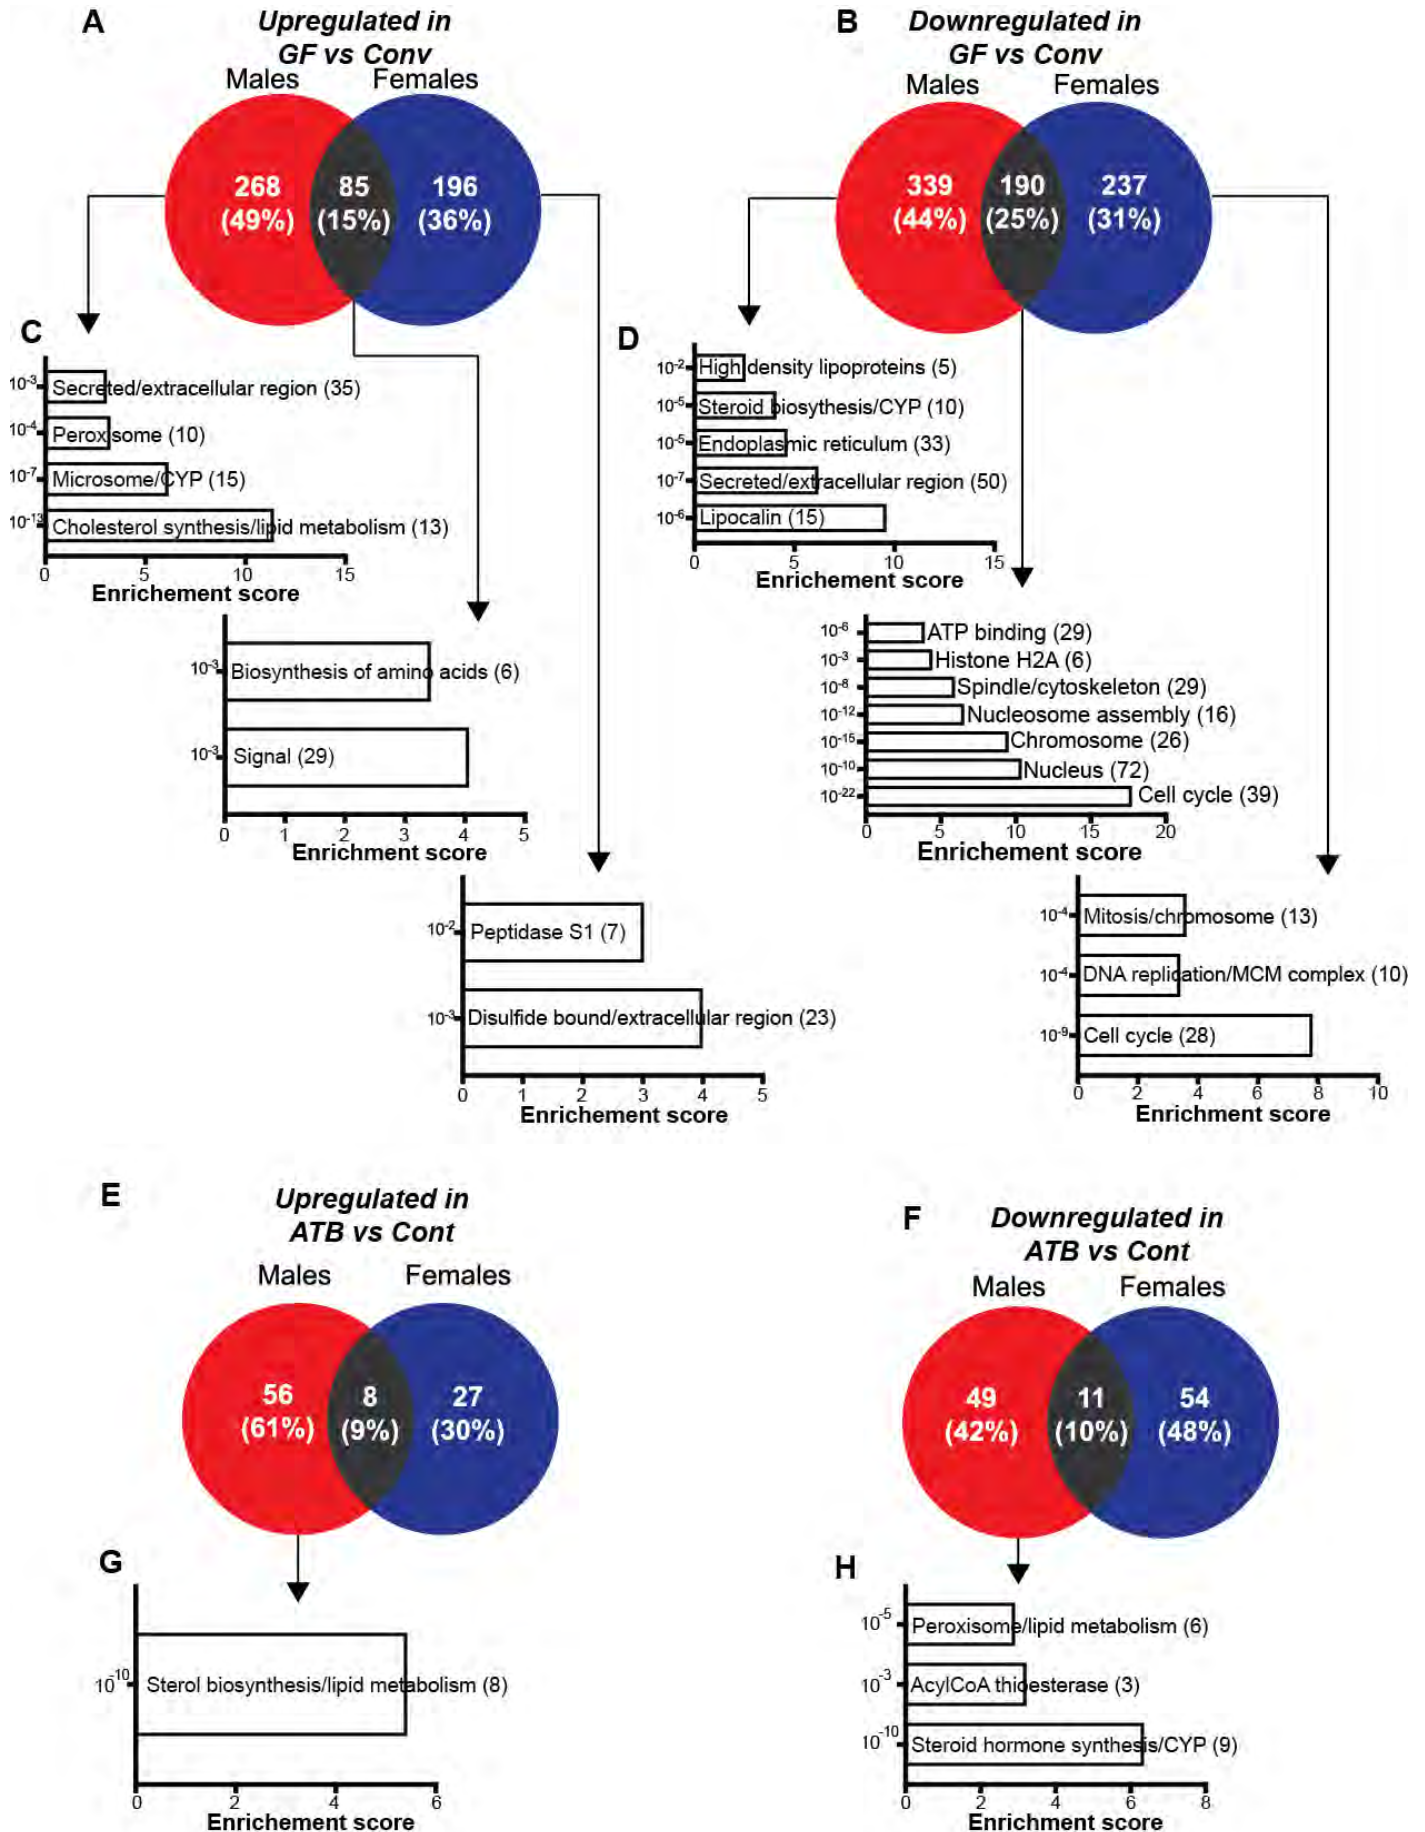 A
Upregulated in
GF vs Conv
Males Females
268
(49%)
85
(15%)
196
(36%)
B
Downregulated in
GF vs Conv
Males Females
339
(44%)
190
(25%)
237
(31%)
C
10-3 Secreted/extracellular region (35)
10-4 Peroxisome (10)
10-7 Microsome/CYP (15)
10-13 Cholesterol synthesis/lipid metabolism (13)
0 5 10 15
Enrichement score
D
10-2 High density lipoproteins (5)
10-5 Steroid biosythesis/CYP (10)
10-5 Endoplasmic reticulum (33)
10-7 Secreted/extracellular region (50)
10-6 Lipocalin (15)
0 5 10 15
Enrichement score
10-3 Biosynthesis of amino acids (6)
10-3 Signal (29)
0 1 2 3 4 5
Enrichment score
10-6 ATP binding (29)
10-3 Histone H2A (6)
10-8 Spindle/cytoskeleton (29)
10-12 Nucleosome assembly (16)
10-15 Chromosome (26)
10-10 Nucleus (72)
10-22 Cell cycle (39)
0 5 10 15 20
Enrichement score
10-2 Peptidase S1 (7)
10-3 Disulfide bound/extracellular region (23)
0 1 2 3 4 5
Enrichement score
10-4 Mitosis/chromosome (13)
10-4 DNA replication/MCM complex (10)
10-9 Cell cycle (28)
0 2 4 6 8 10
Enrichment score
E
Upregulated in
ATB vs Cont
Males Females
56
(61%)
8
(9%)
27
(30%)
F
Downregulated in
ATB vs Cont
Males Females
49
(42%)
11
(10%)
54
(48%)
G
10-10 Sterol biosynthesis/lipid metabolism (8)
0 2 4 6
Enrichement score
H
10-5 Peroxisome/lipid metabolism (6)
10-3 AcylCoA thioesterase (3)
10-10 Steroid hormone synthesis/CYP (9)
0 2 4 6 8
Enrichment score